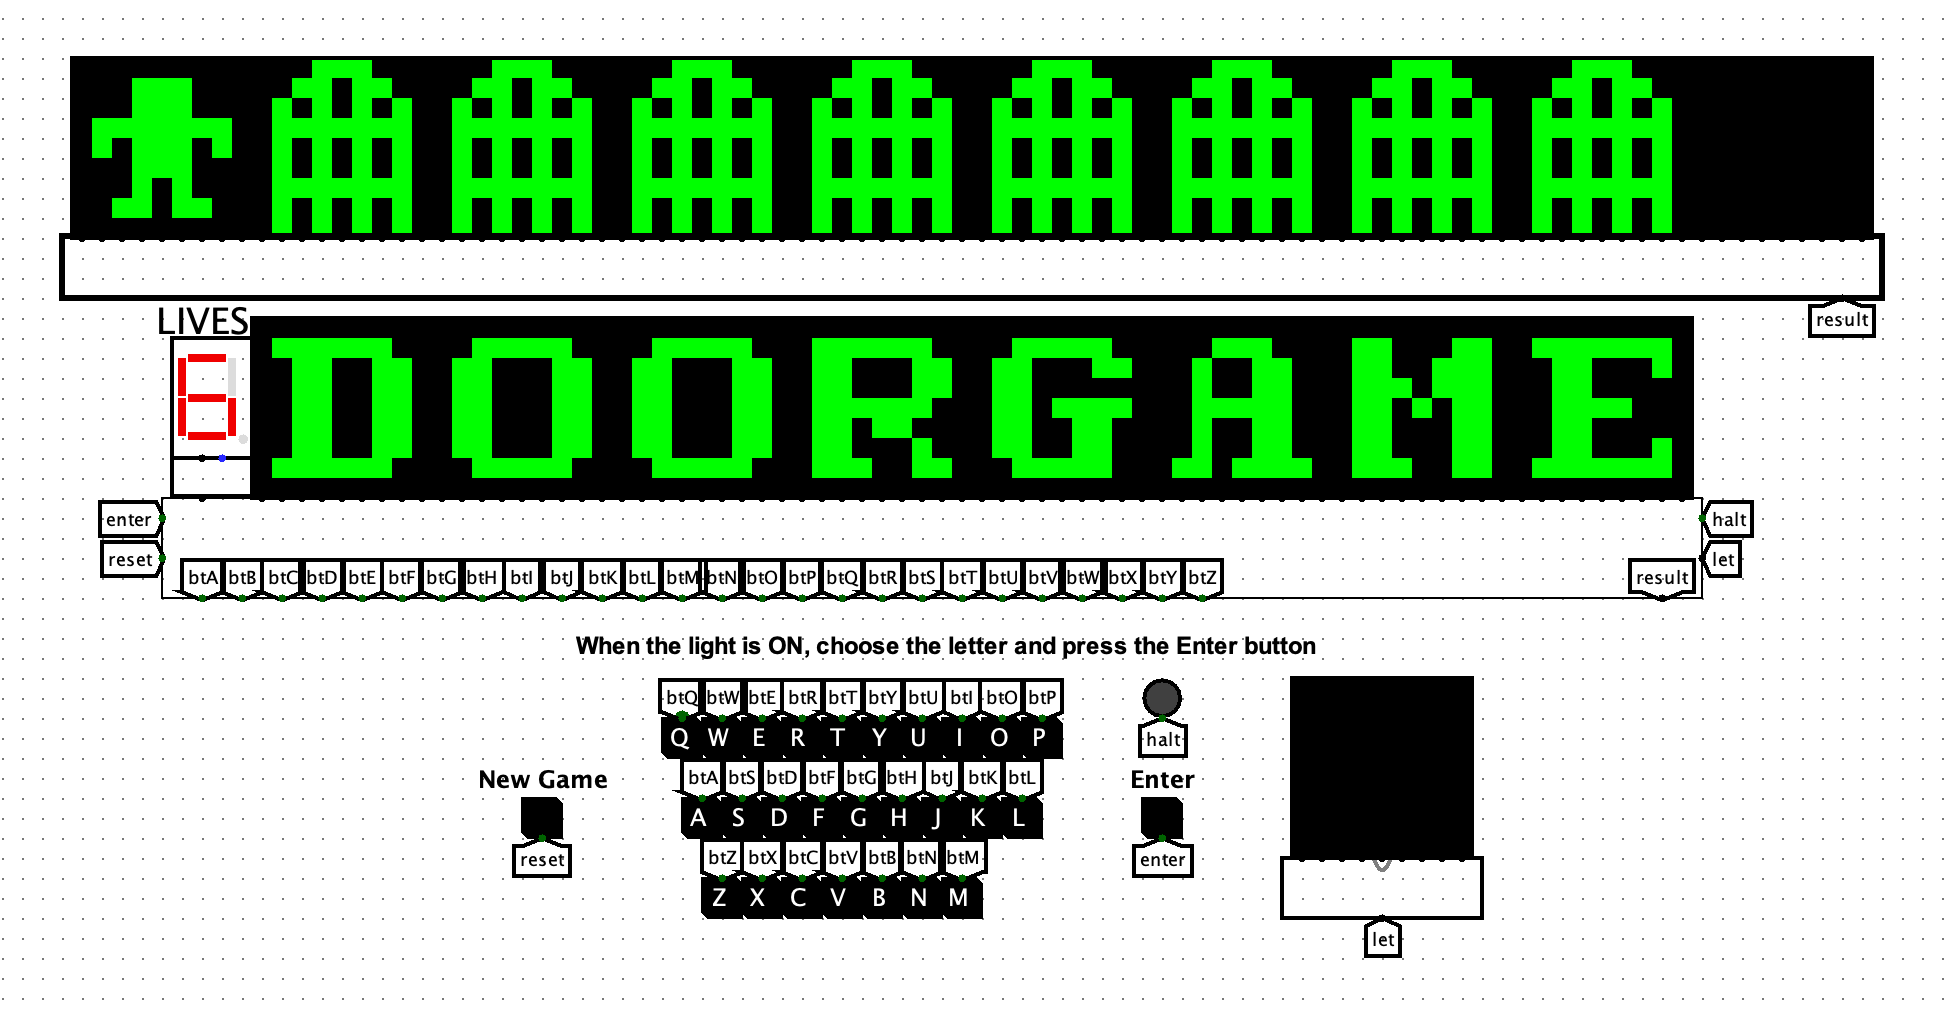 result
LIVES
6 DOORGAME
enter halt
reset let
btA btB btC btD btE btF btG btH btI btJ btK btL btM btN btO btP btQ btR btS btT btU btV btW btX btY btZ result
When the light is ON, choose the letter and press the Enter button
btQ btW btE btR btT btY btU btI btO btP
Q W E R T Y U I O P halt
New Game btA btS btD btF btG btH btJ btK btL Enter
A S D F G H J K L
reset btZ btX btC btV btB btN btM enter
Z X C V B N M
let